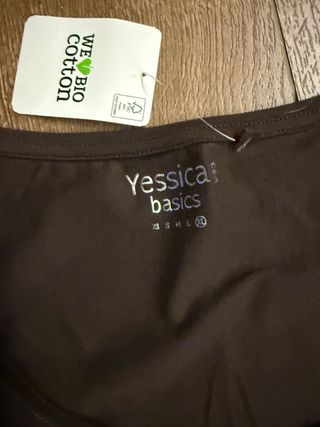 WE BIO
cotton
Yessica
basics
XS S M L XL